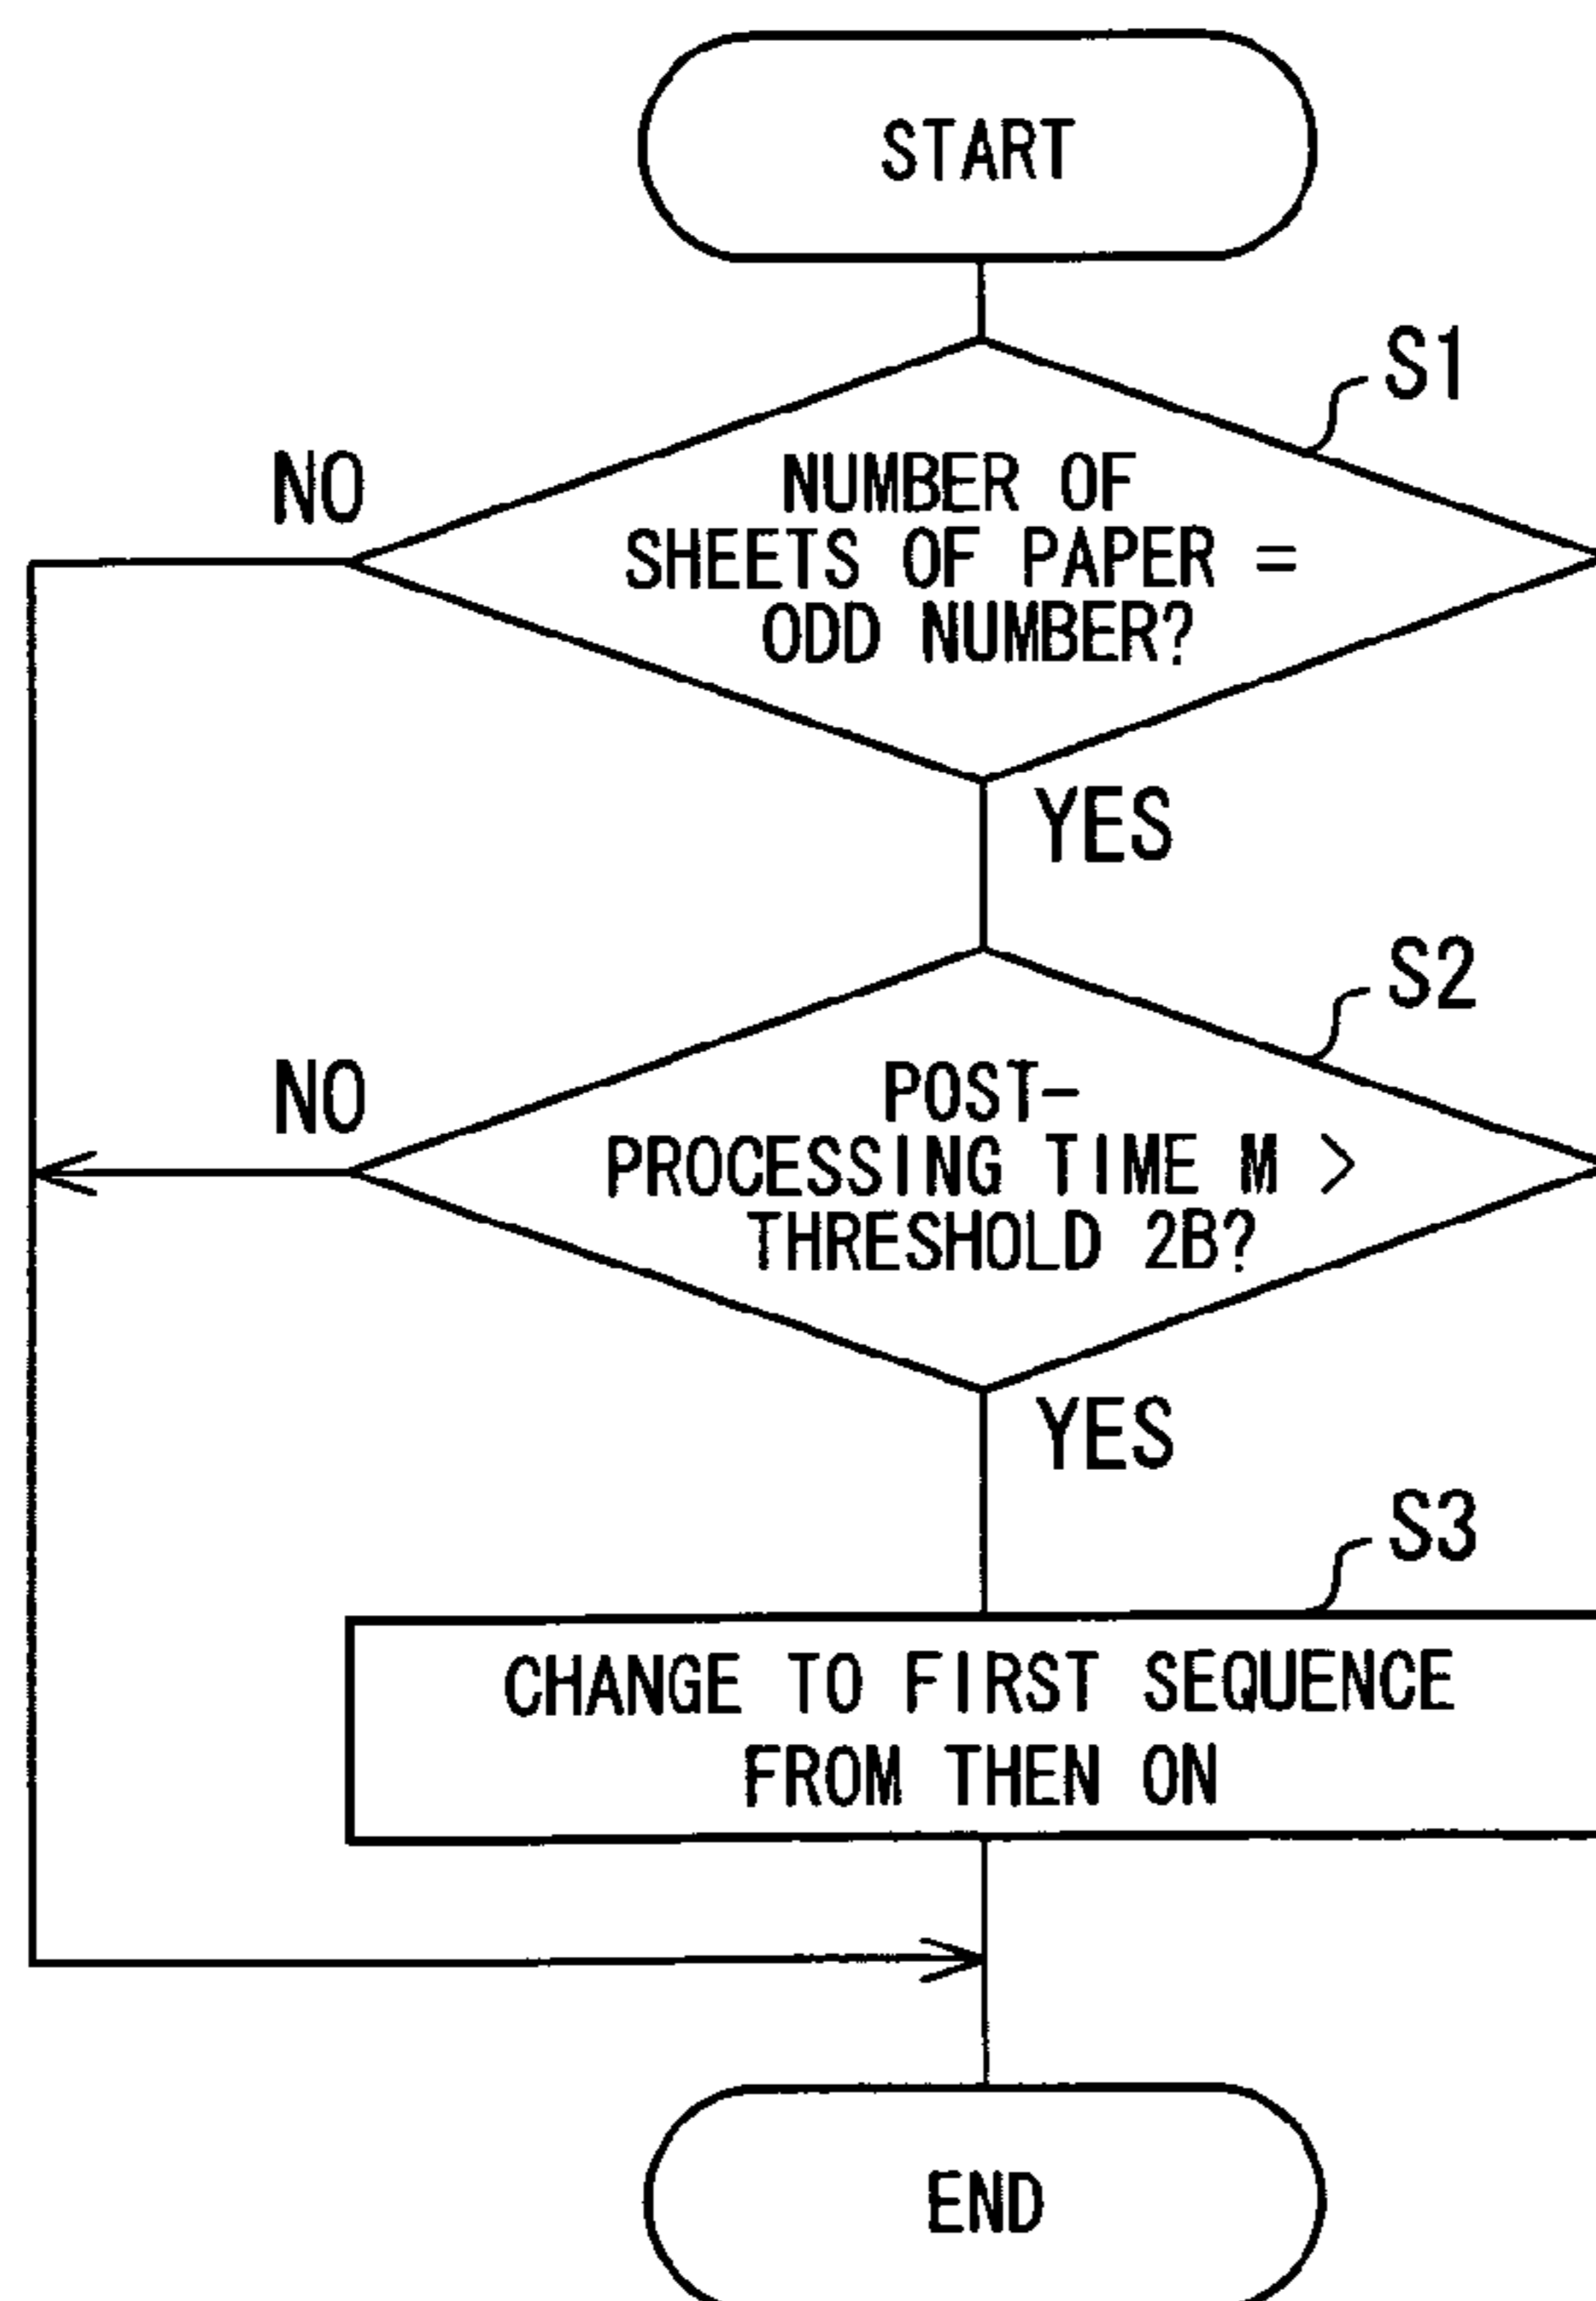 START
S1
NO
NUMBER OF
SHEETS OF PAPER =
ODD NUMBER?
YES
S2
NO
POST-
PROCESSING TIME M >
THRESHOLD 2B?
YES
S3
CHANGE TO FIRST SEQUENCE
FROM THEN ON
END